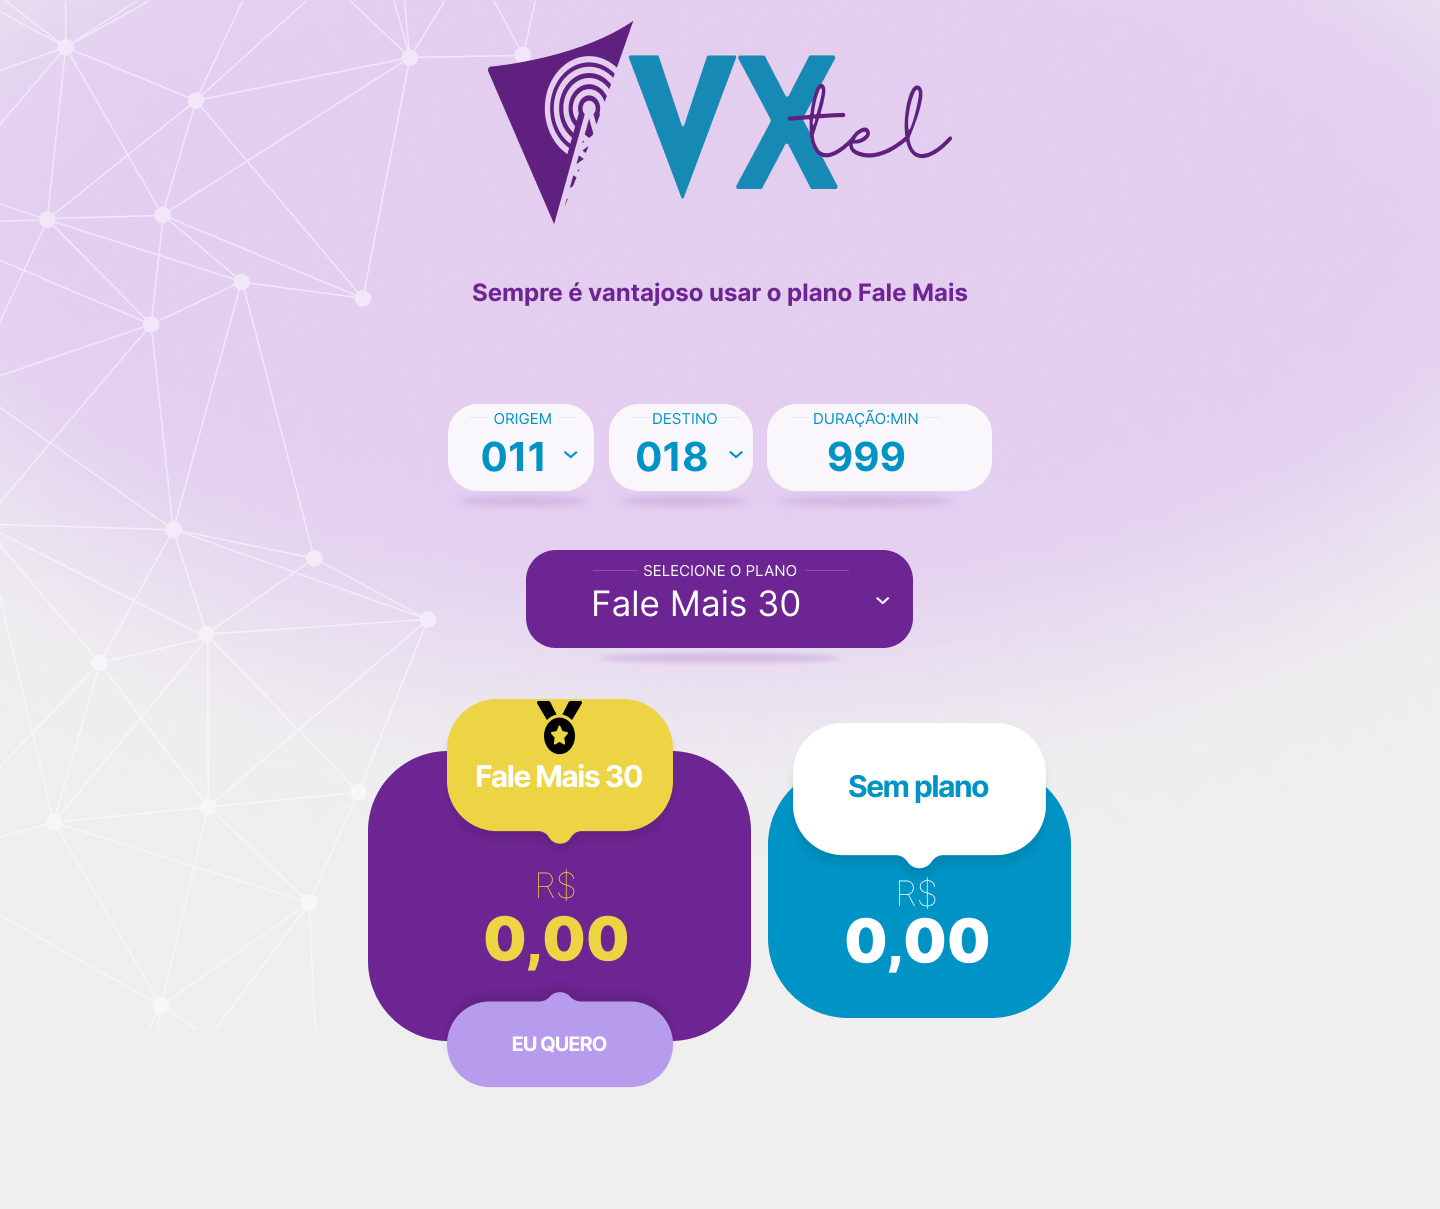 VXtel
Sempre é vantajoso usar o plano Fale Mais
ORIGEM
011
DESTINO
018
DURAÇÃO:MIN
999
SELECIONE O PLANO
Fale Mais 30
Fale Mais 30
R$
0,00
EU QUERO
Sem plano
R$
0,00